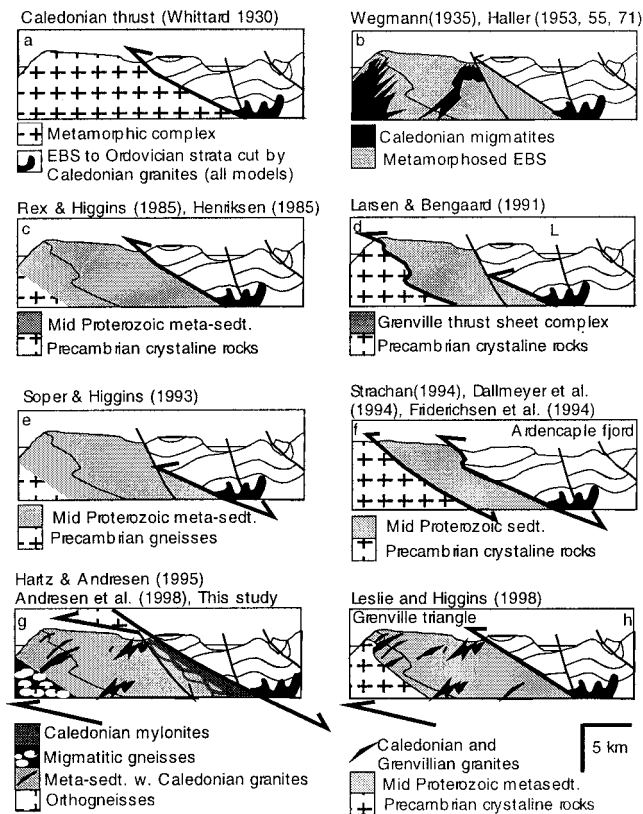 Caledonian thrust (Whittard 1930)
a
Metamorphic complex
EBS to Ordovician strata cut by
Caledonian granites (all models)
Wegmann(1935), Haller (1953, 55, 71)
b
Caledonian migmatites
Metamorphosed EBS
Rex & Higgins (1985), Henriksen (1985)
c
Mid Proterozoic meta-sedt.
Precambrian crystaline rocks
Larsen & Bengaard (1991)
d
L
Grenville thrust sheet complex
Precambrian crystaline rocks
Soper & Higgins (1993)
e
Mid Proterozoic meta-sedt.
Precambrian gneisses
Strachan(1994), Dallmeyer et al.
(1994), Friderichsen et al. (1994)
f
Ardencaple fjord
Mid Proterozoic sedt.
Precambrian crystaline rocks
Hartz & Andresen (1995)
Andresen et al. (1998), This study
g
Caledonian mylonites
Migmatitic gneisses
Meta-sedt. w. Caledonian granites
Orthogneisses
Leslie and Higgins (1998)
Grenville triangle
h
Caledonian and
Grenvillian granites
5 km
Mid Proterozoic metasedt.
Precambrian crystaline rocks